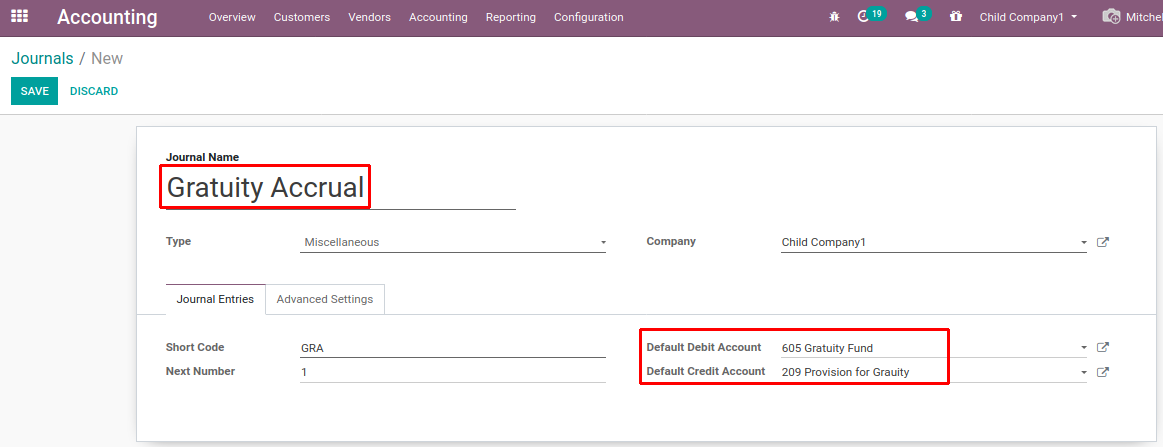 Accounting Overview Customers Vendors Accounting Reporting Configuration 19 3 Child Company1 Mitchel
Journals / New
SAVE DISCARD
Journal Name
Gratuity Accrual
Type Miscellaneous Company Child Company1
Journal Entries Advanced Settings
Short Code GRA Default Debit Account 605 Gratuity Fund
Next Number 1 Default Credit Account 209 Provision for Grauity